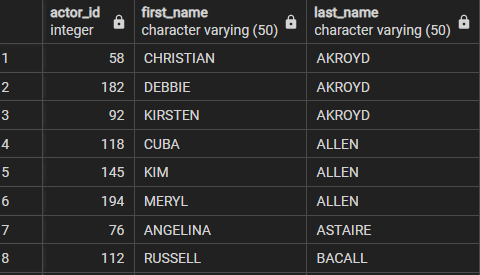 actor_id first_name last_name
integer character varying (50) character varying (50)
1 58 CHRISTIAN AKROYD
2 182 DEBBIE AKROYD
3 92 KIRSTEN AKROYD
4 118 CUBA ALLEN
5 145 KIM ALLEN
6 194 MERYL ALLEN
7 76 ANGELINA ASTAIRE
8 112 RUSSELL BACALL